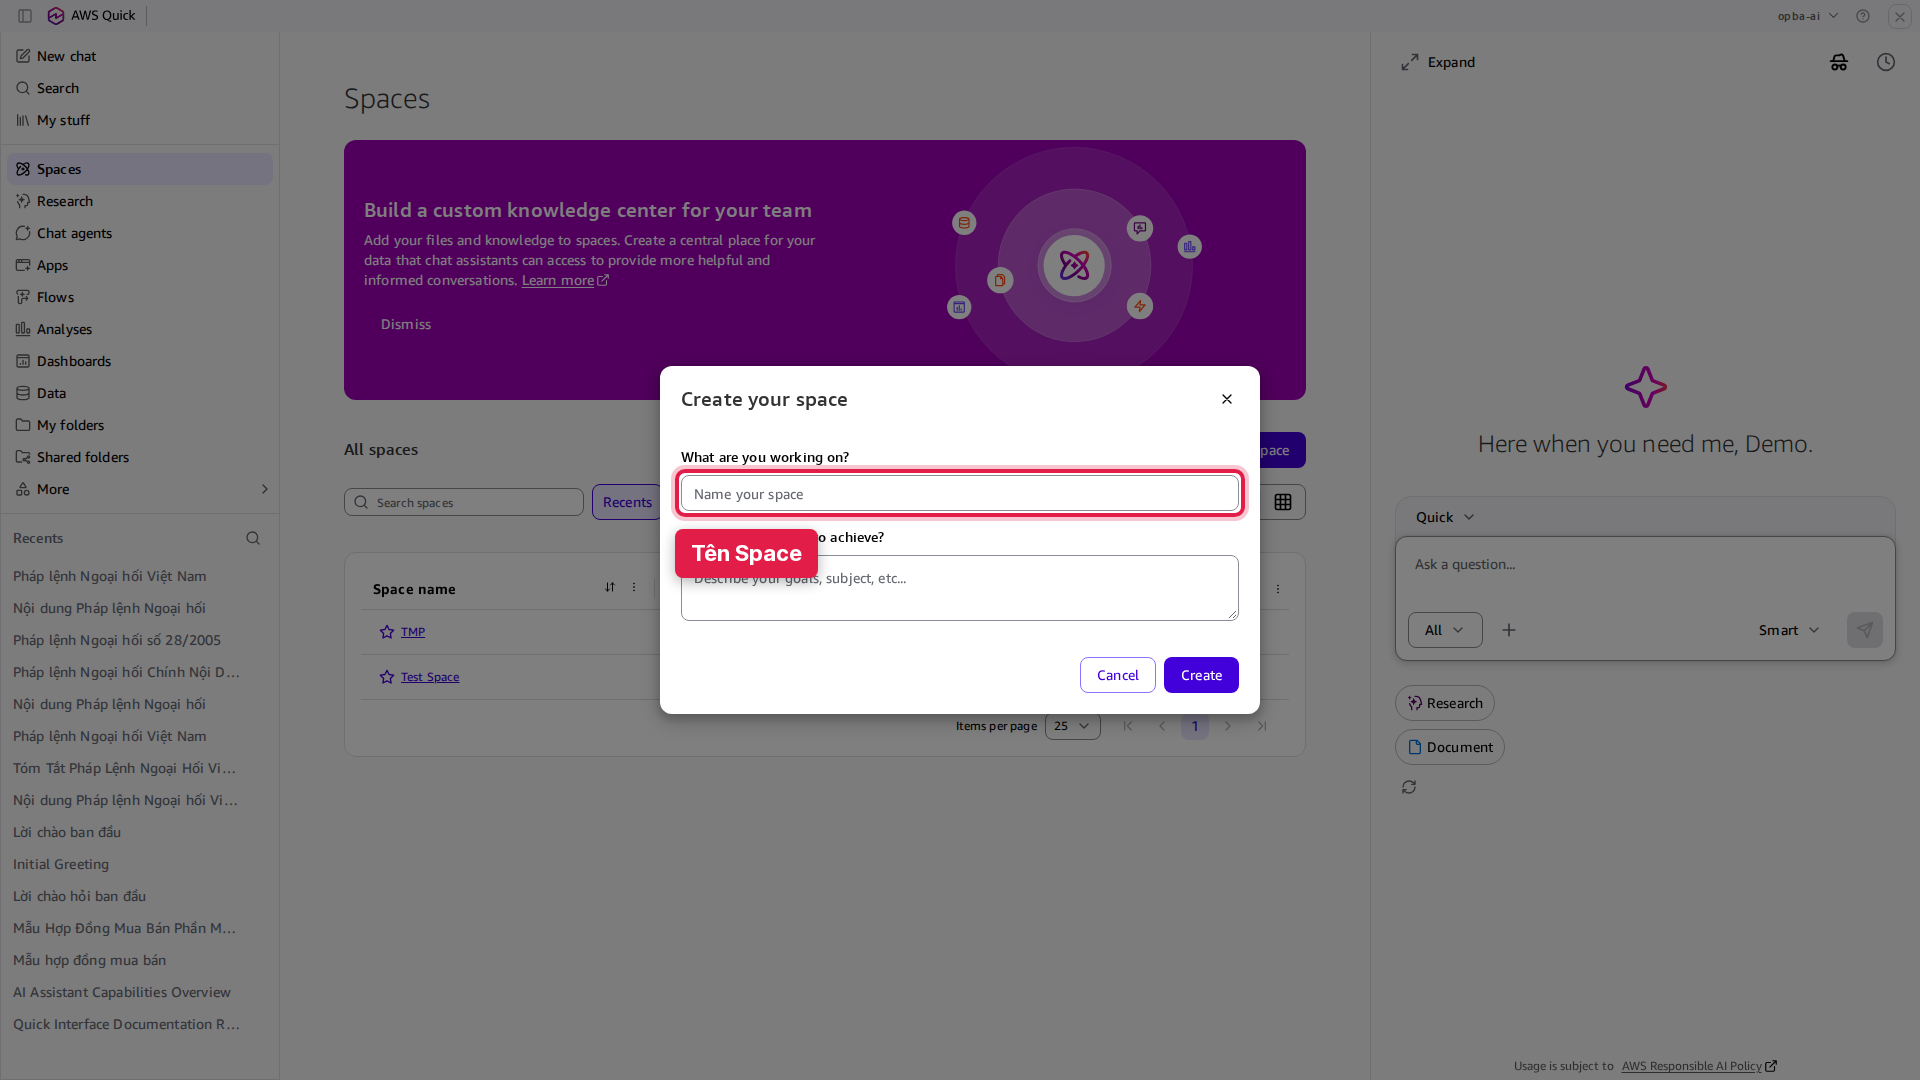 AWS Quick
opba-ai
New chat
Search
My stuff
Spaces
Research
Chat agents
Apps
Flows
Analyses
Dashboards
Data
My folders
Shared folders
More
Recents
Pháp lệnh Ngoại hối Việt Nam
Nội dung Pháp lệnh Ngoại hối
Pháp lệnh Ngoại hối số 28/2005
Pháp lệnh Ngoại hối Chính Nội D...
Nội dung Pháp lệnh Ngoại hối
Pháp lệnh Ngoại hối Việt Nam
Tóm Tắt Pháp Lệnh Ngoại Hối Vi...
Nội dung Pháp lệnh Ngoại hối Vi...
Lời chào ban đầu
Initial Greeting
Lời chào hỏi ban đầu
Mẫu Hợp Đồng Mua Bán Phần M...
Mẫu hợp đồng mua bán
AI Assistant Capabilities Overview
Quick Interface Documentation R...
Spaces
Build a custom knowledge center for your team
Add your files and knowledge to spaces. Create a central place for your
data that chat assistants can access to provide more helpful and
informed conversations. Learn more
Dismiss
All spaces
pace
Search spaces
Recents
Space name
TMP
Test Space
Items per page
25
1
Create your space
What are you working on?
Name your space
o achieve?
Tên Space
Describe your goals, subject, etc...
Cancel
Create
Expand
Here when you need me, Demo.
Quick
Ask a question...
All
Smart
Research
Document
Usage is subject to AWS Responsible AI Policy